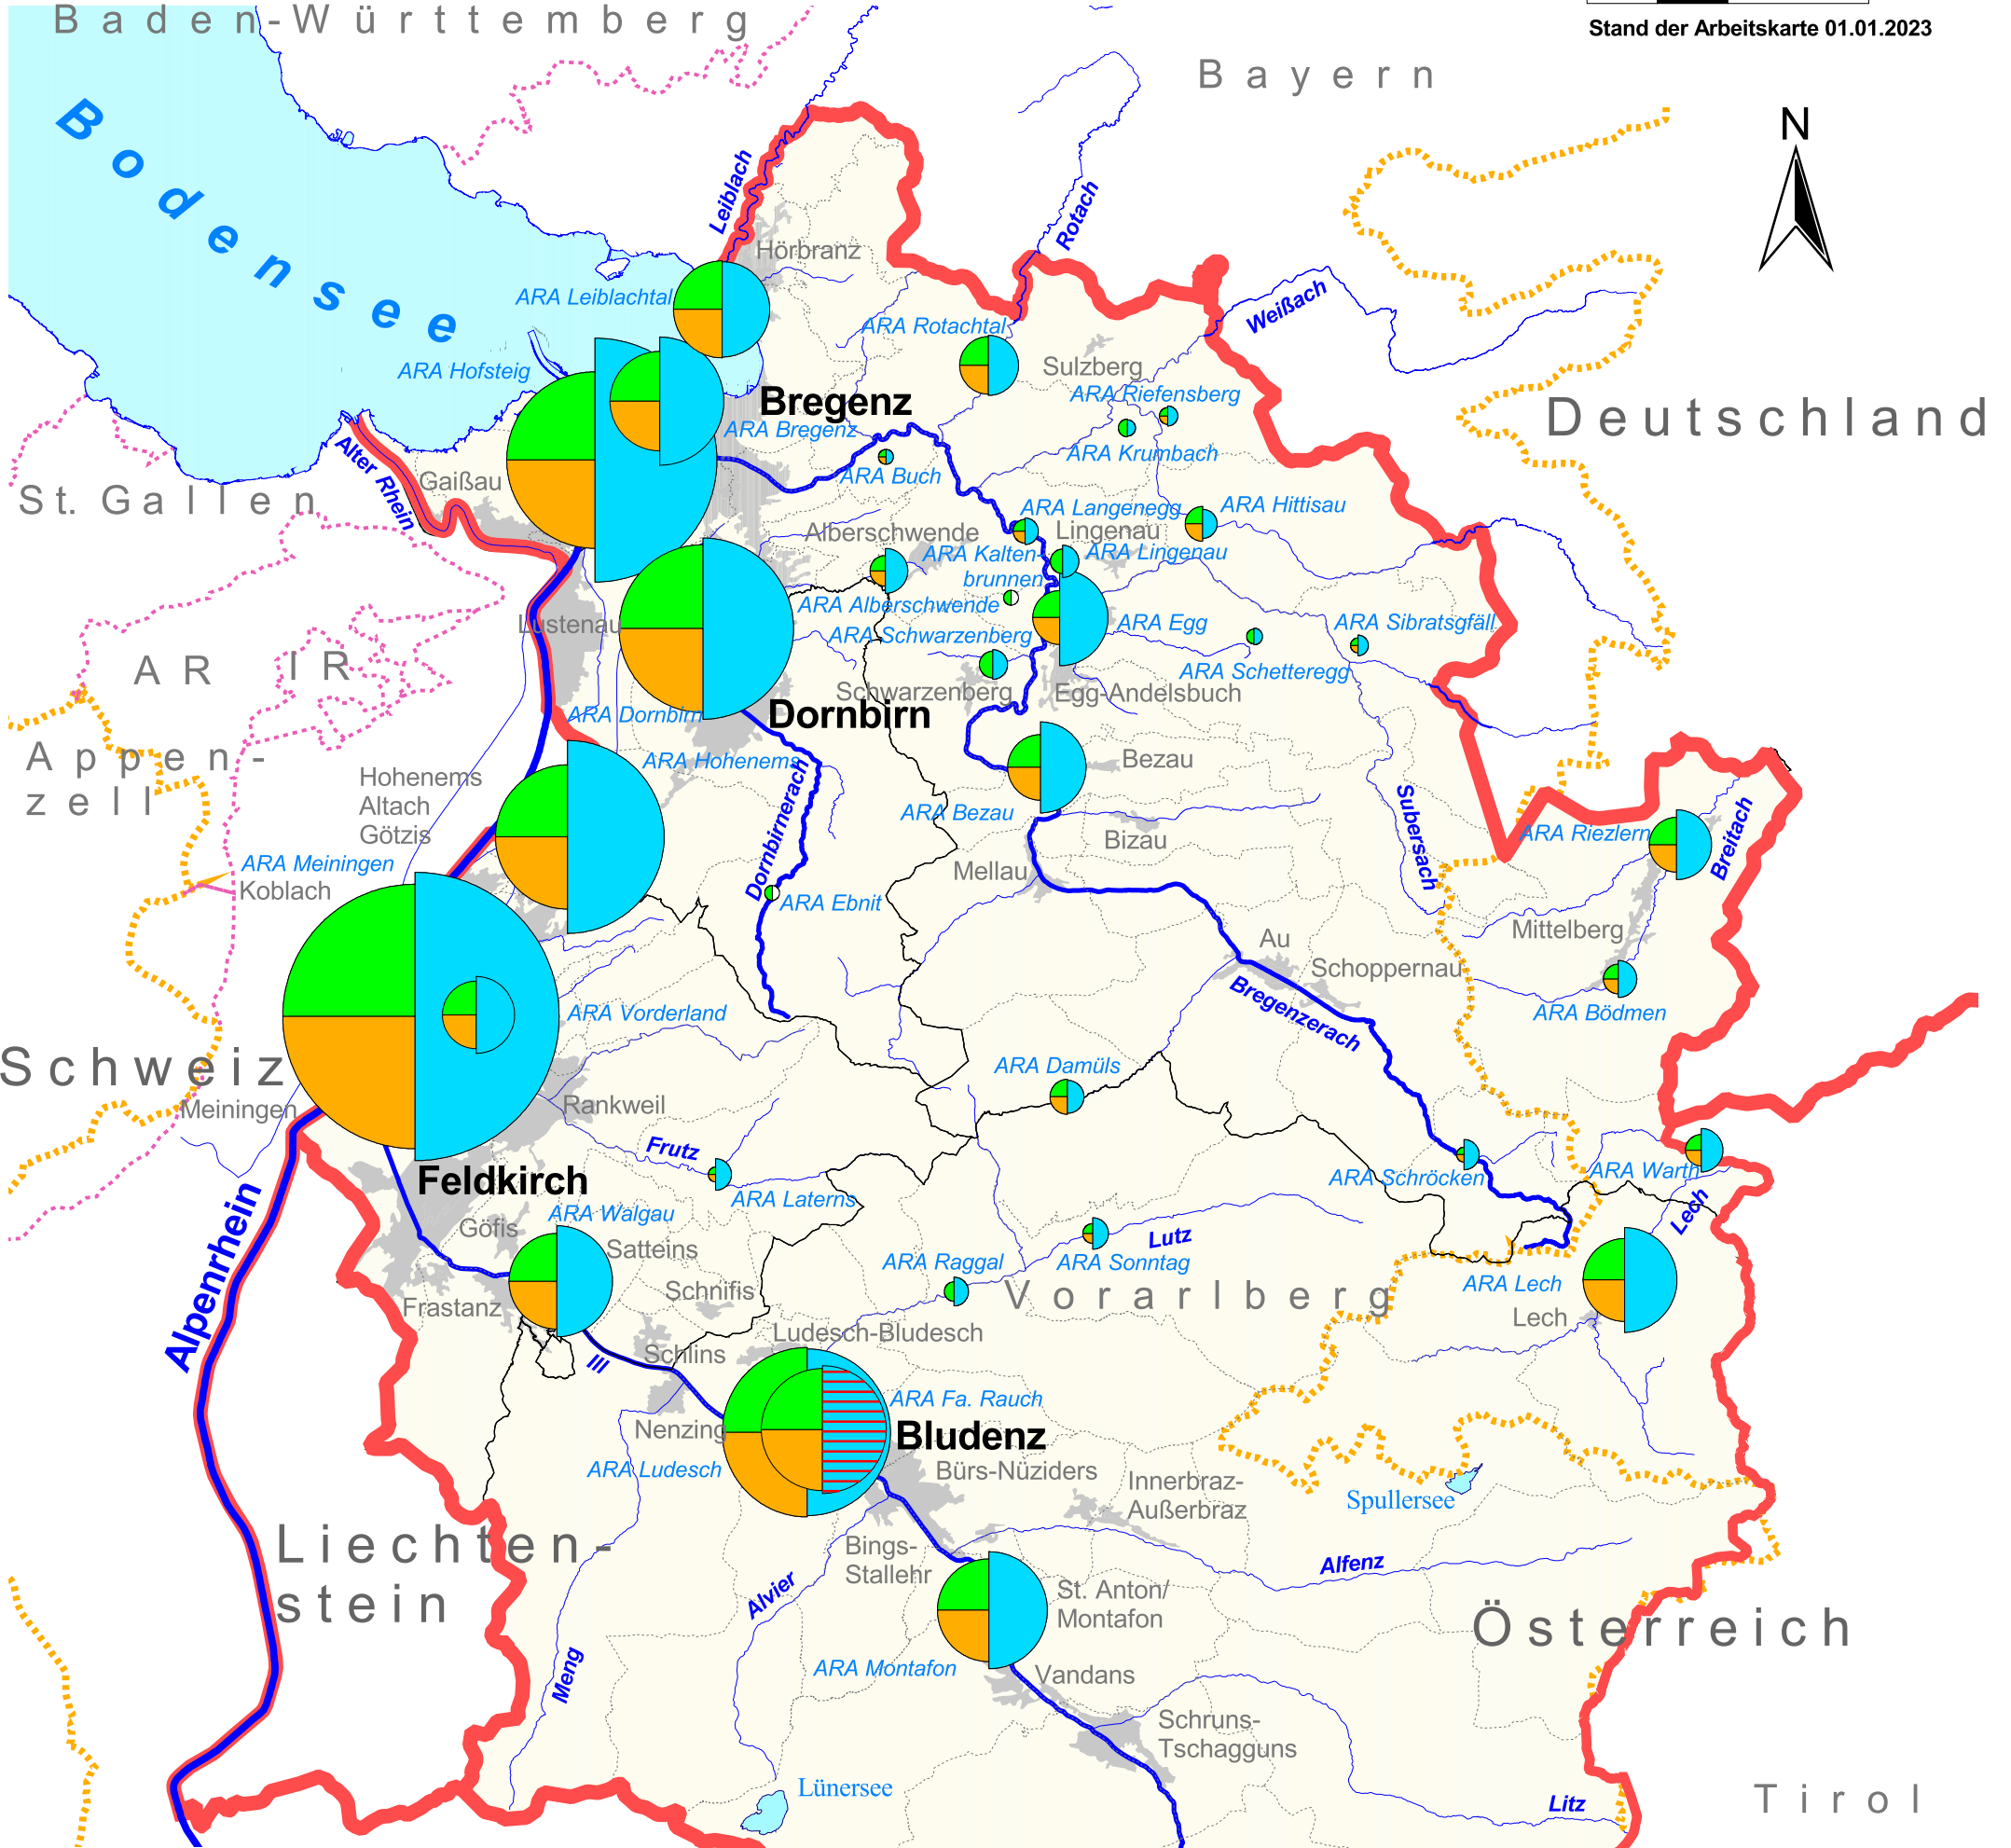 Baden-Württemberg
Stand der Arbeitskarte 01.01.2023
Bayern
N
Bodensee
Leiblach
Rotach
Hörbranz
ARA Leiblachtal
Weißach
ARA Rotachtal
ARA Hofsteig
Sulzberg
ARA Riefensberg
Bregenz
Deutschland
ARA Bregenz
ARA Krumbach
Alter Rhein
Gaißau
ARA Buch
St. Gallen
ARA Langenegg
ARA Hittisau
Alberschwende
Lingenau
ARA Kalten-
brunnen
ARA Lingenau
ARA Alberschwende
Lustenau
ARA Egg
ARA Sibratsgfäll
ARA Schwarzenberg
AR
IR
ARA Schetteregg
Schwarzenberg
Egg-Andelsbuch
ARA Dornbirn
Dornbirn
Appen-
zell
ARA Hohenems
Bezau
Hohenems
Altach
Götzis
ARA Bezau
Subersach
Bizau
ARA Riezlern
Breitach
Dornbirnerach
ARA Meiningen
Koblach
Mellau
ARA Ebnit
Mittelberg
Au
Schoppernau
Bregenzerach
ARA Vorderland
ARA Bödmen
Schweiz
ARA Damüls
Meiningen
Rankweil
Frutz
Feldkirch
ARA Schröcken
ARA Warth
ARA Laterns
Lech
Göfis
ARA Walgau
Satteins
Lutz
ARA Raggal
ARA Sonntag
Alpenrhein
Schnifis
Vorarlberg
ARA Lech
Lech
Frastanz
Ludesch-Bludesch
Ill
Schlins
ARA Fa. Rauch
Nenzing
Bludenz
ARA Ludesch
Bürs-Nüziders
Innerbraz-
Außerbraz
Spullersee
Liechten-
stein
Bings-
Stallehr
Alfenz
Alvier
St. Anton/
Montafon
Österreich
Meng
ARA Montafon
Vandans
Schruns-
Tschagguns
Lünersee
Litz
Tirol